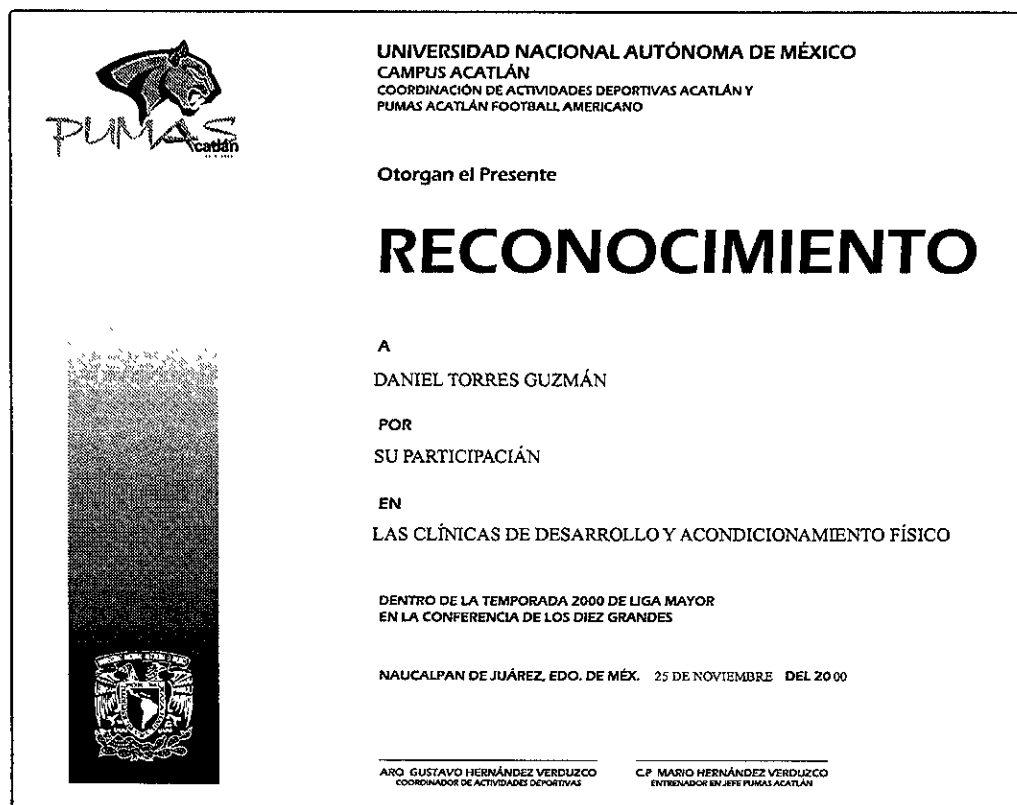 UNIVERSIDAD NACIONAL AUTÓNOMA DE MÉXICO
CAMPUS ACATLÁN
COORDINACIÓN DE ACTIVIDADES DEPORTIVAS ACATLÁN Y
PUMAS ACATLÁN FOOTBALL AMERICANO
PUMAS
catlán
Otorgan el Presente
RECONOCIMIENTO
A
DANIEL TORRES GUZMÁN
POR
SU PARTICIPACIÁN
EN
LAS CLÍNICAS DE DESARROLLO Y ACONDICIONAMIENTO FÍSICO
DENTRO DE LA TEMPORADA 2000 DE LIGA MAYOR
EN LA CONFERENCIA DE LOS DIEZ GRANDES
NAUCALPAN DE JUÁREZ, EDO. DE MÉX. 25 DE NOVIEMBRE DEL 2000
ARQ. GUSTAVO HERNÁNDEZ VERDUZCO
COORDINADOR DE ACTIVIDADES DEPORTIVAS
C.P. MARIO HERNÁNDEZ VERDUZCO
ENTRENADOR EN JEFE PUMAS ACATLÁN